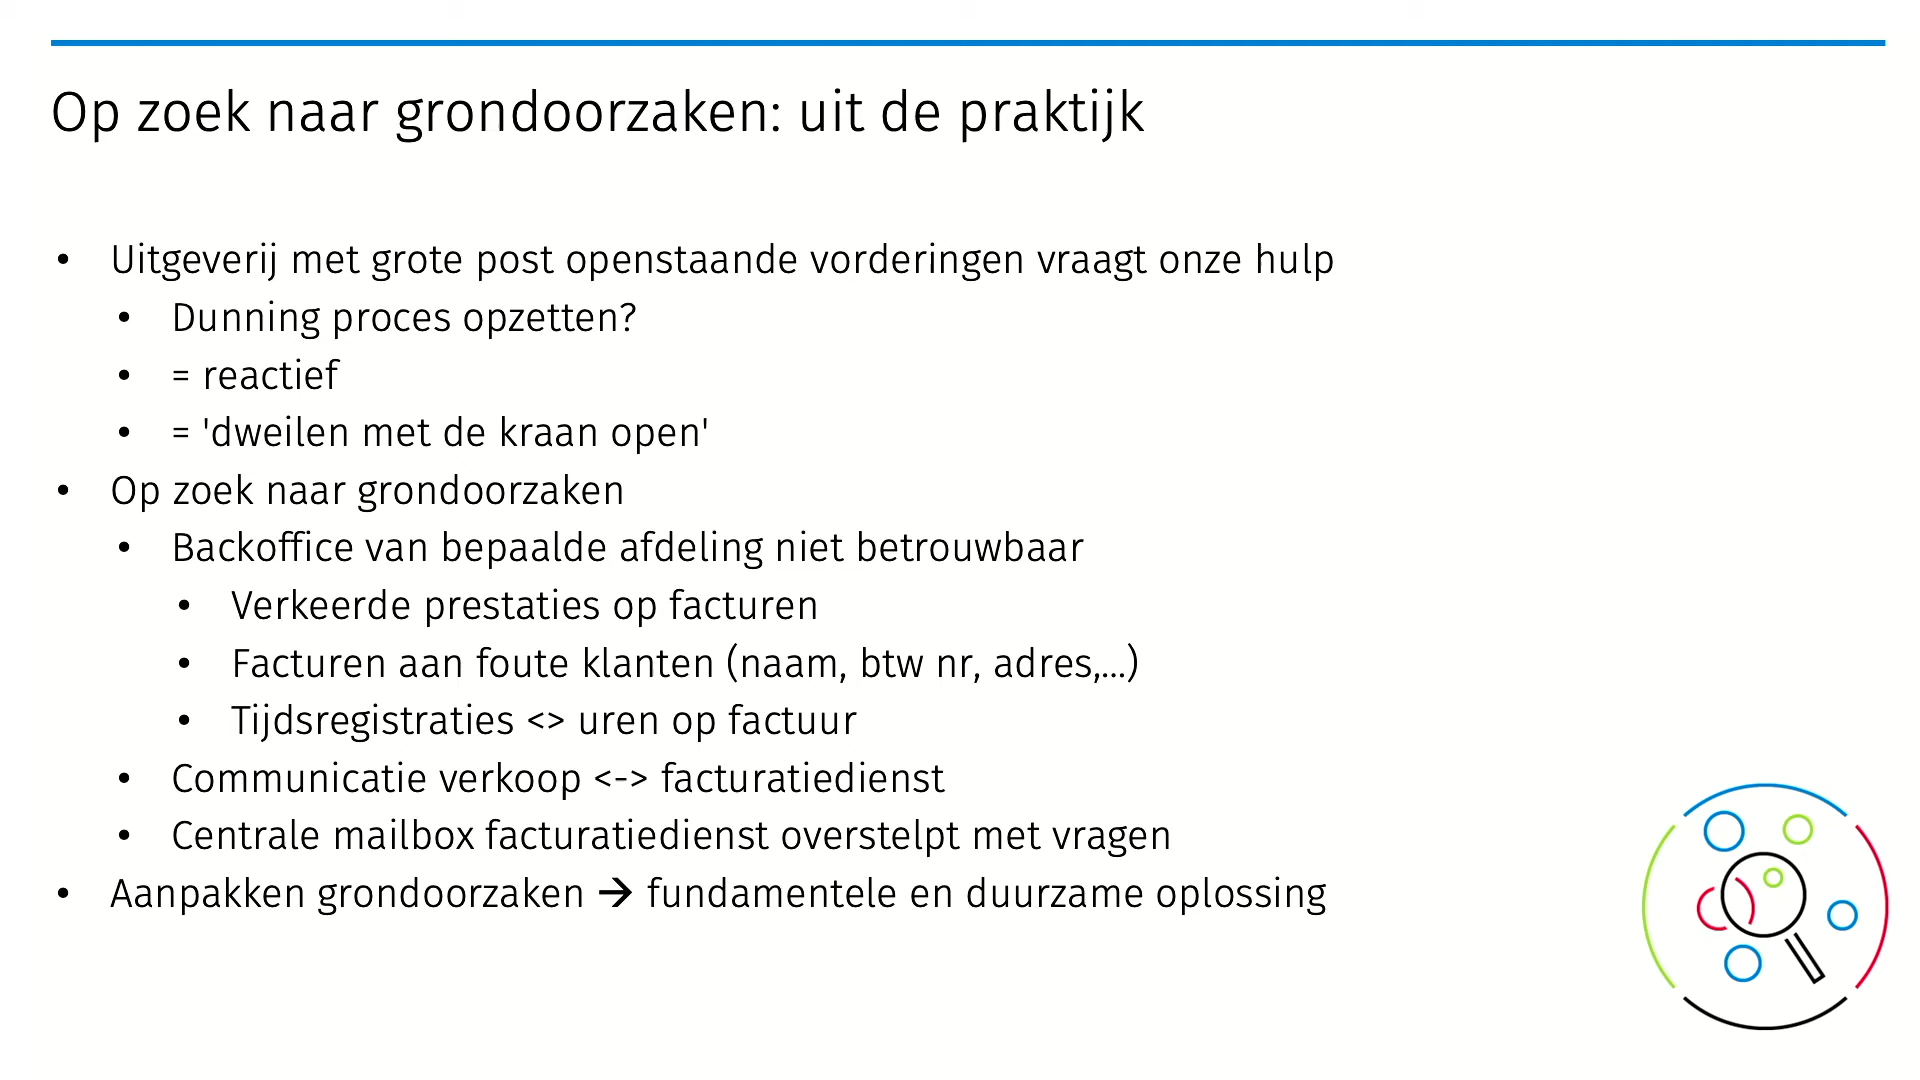 Op zoek naar grondoorzaken: uit de praktijk
• Uitgeverij met grote post openstaande vorderingen vraagt onze hulp
• Dunning proces opzetten?
• = reactief
• = 'dweilen met de kraan open'
• Op zoek naar grondoorzaken
• Backoffice van bepaalde afdeling niet betrouwbaar
• Verkeerde prestaties op facturen
• Facturen aan foute klanten (naam, btw nr, adres,...)
• Tijdsregistraties <> uren op factuur
• Communicatie verkoop <-> facturatiedienst
• Centrale mailbox facturatiedienst overstelpt met vragen
• Aanpakken grondoorzaken → fundamentele en duurzame oplossing